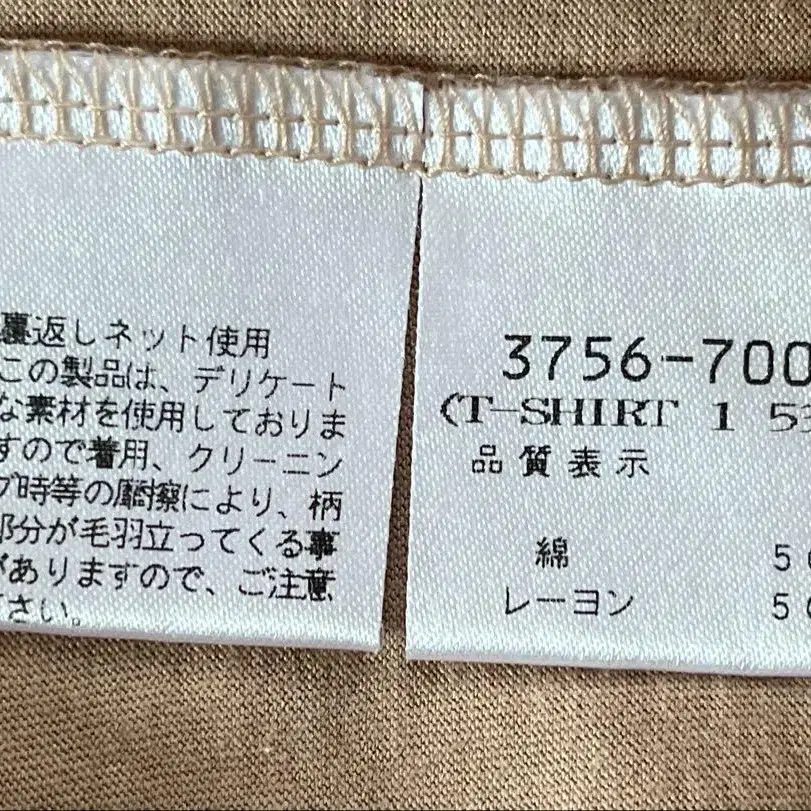 裏返しネット使用
この製品は、デリケート
な素材を使用しておりま
すので着用、クリーニン
グ時等の摩擦により、柄
部分が毛羽立ってくる事
がありますので、ご注意
ださい。
3756-700
(T-SHIRT 1 5
品質表示
綿 50
レーヨン 50